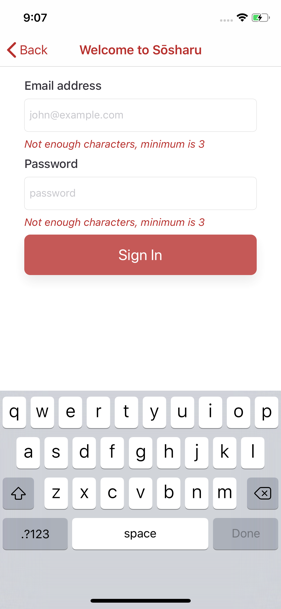 9:07
Back
Welcome to Sōsharu
Email address
john@example.com
Not enough characters, minimum is 3
Password
password
Not enough characters, minimum is 3
Sign In
q w e r t y u i o p
a s d f g h j k l
z x c v b n m
.?123 space Done